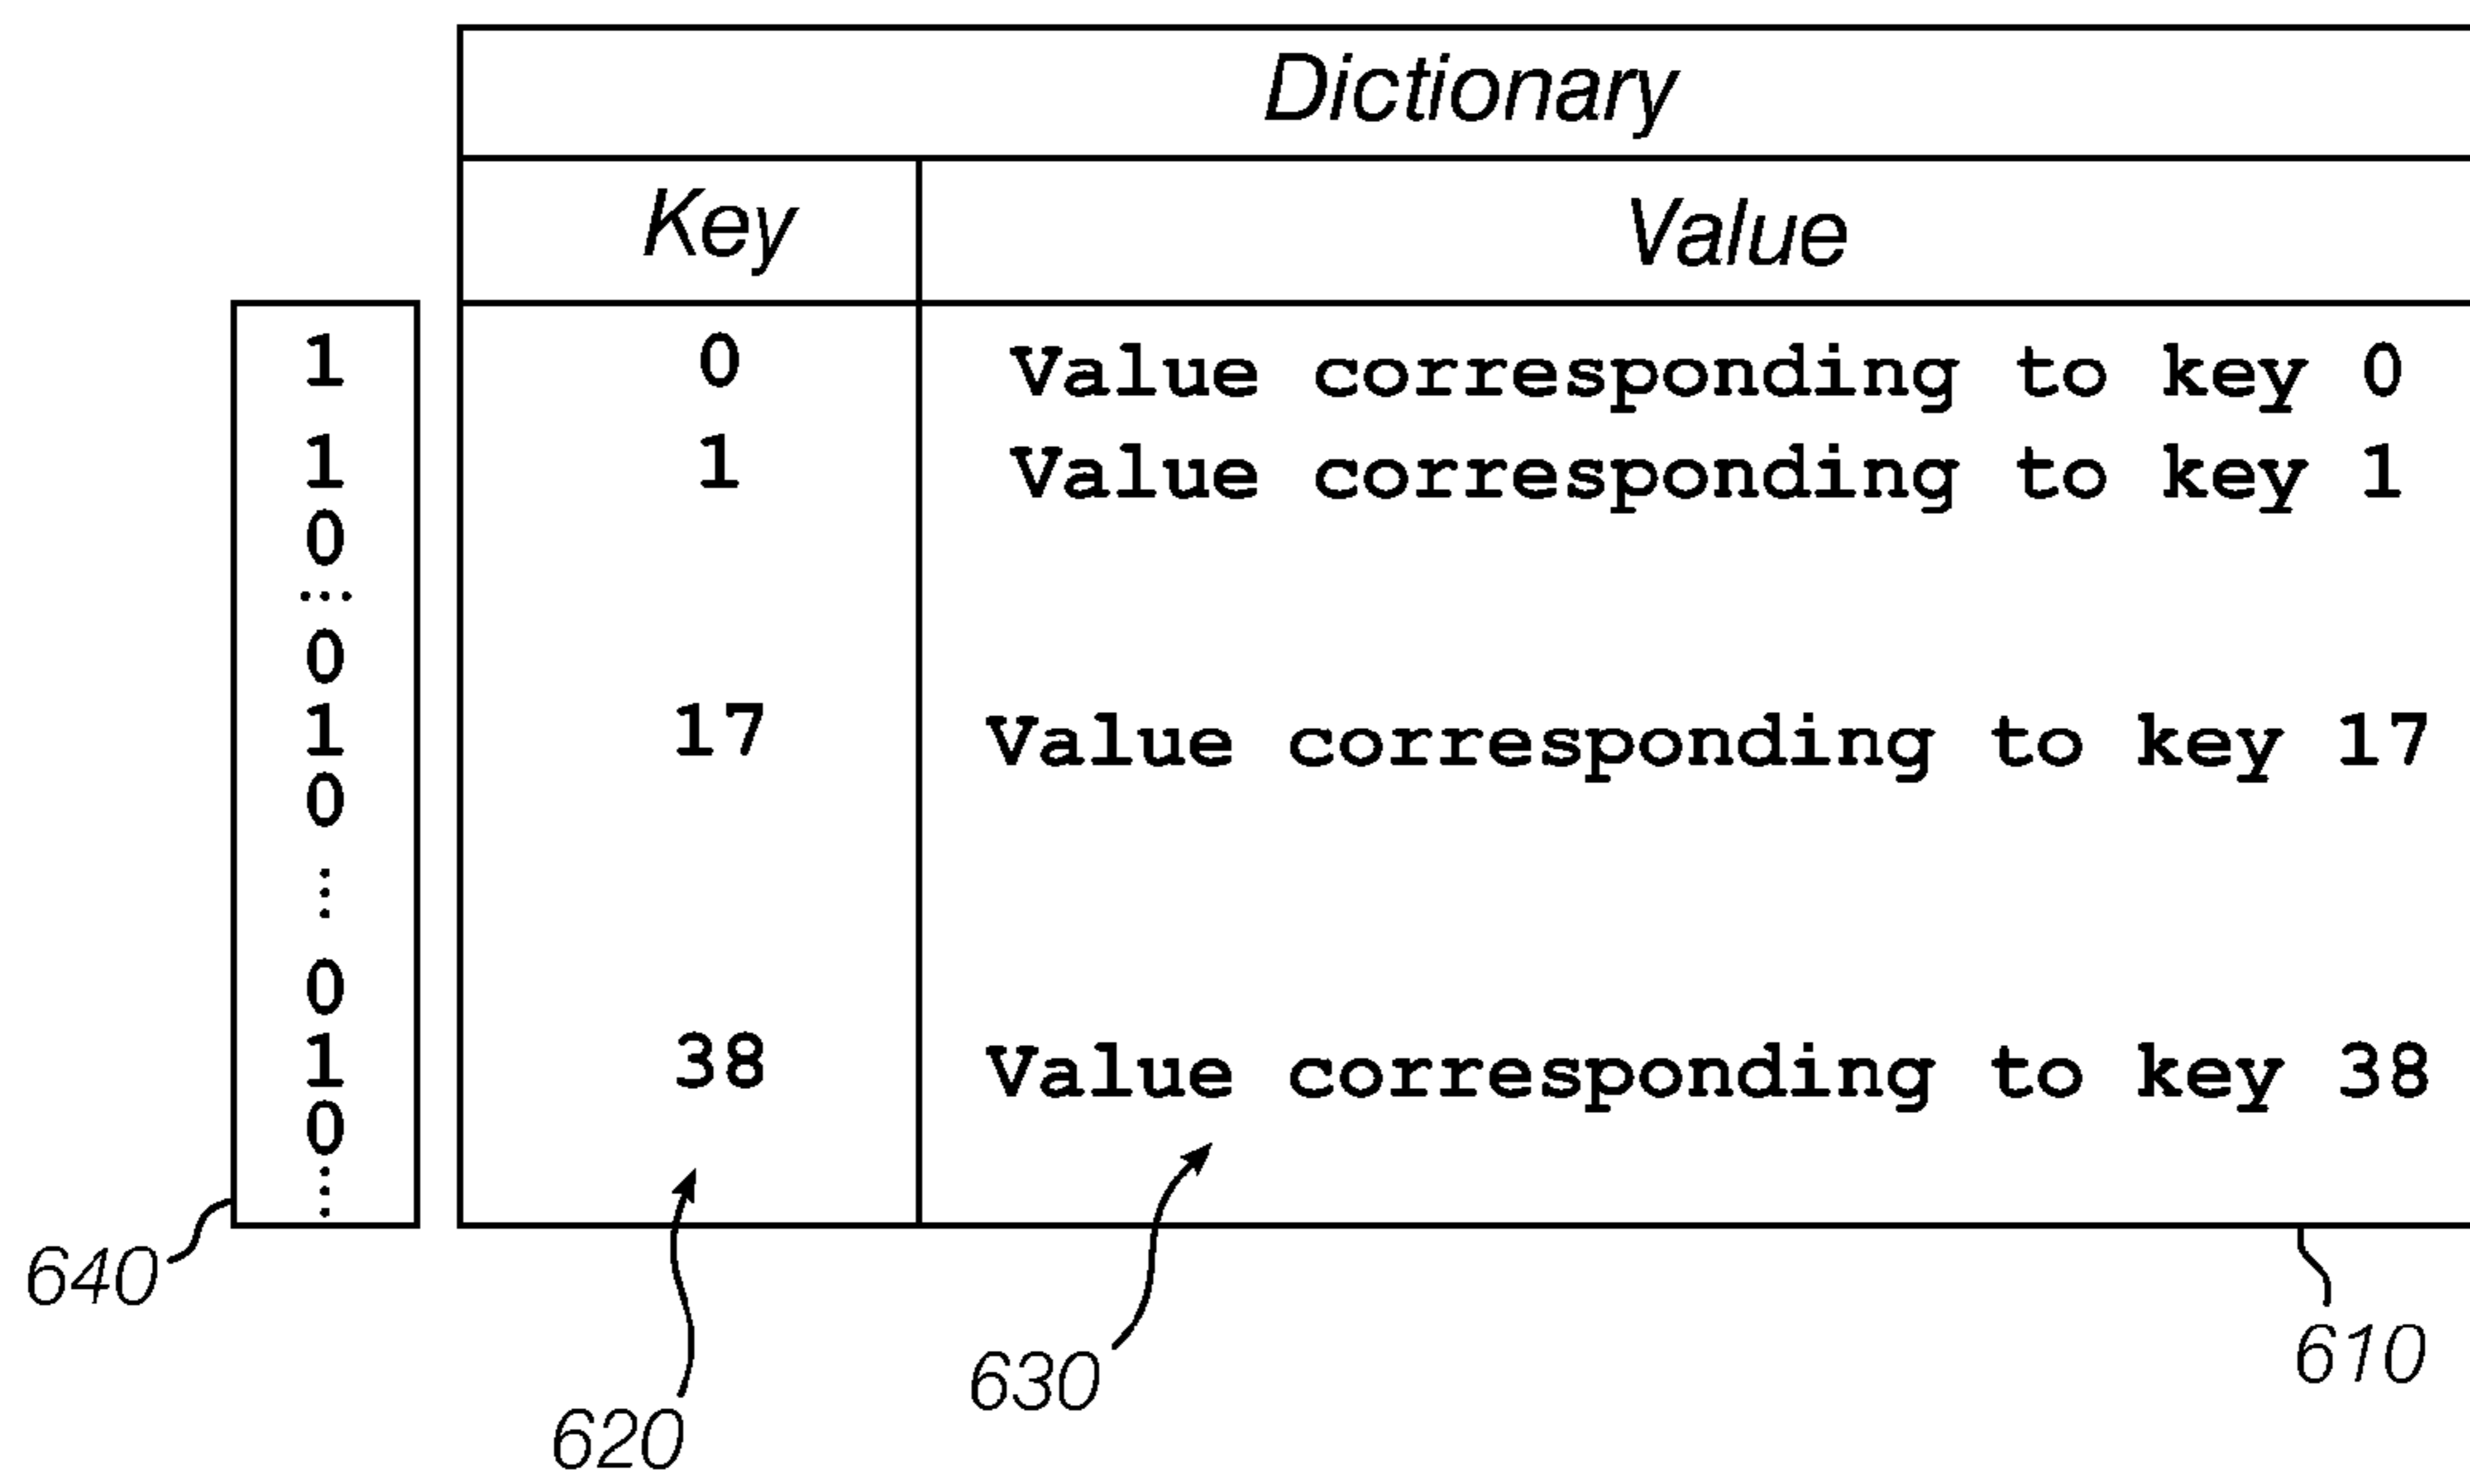 Dictionary
Key Value
1 0 Value corresponding to key 0
1 1 Value corresponding to key 1
0
...
0
1 17 Value corresponding to key 17
0
⋮
0
1 38 Value corresponding to key 38
0
⋮
640
620
630
610